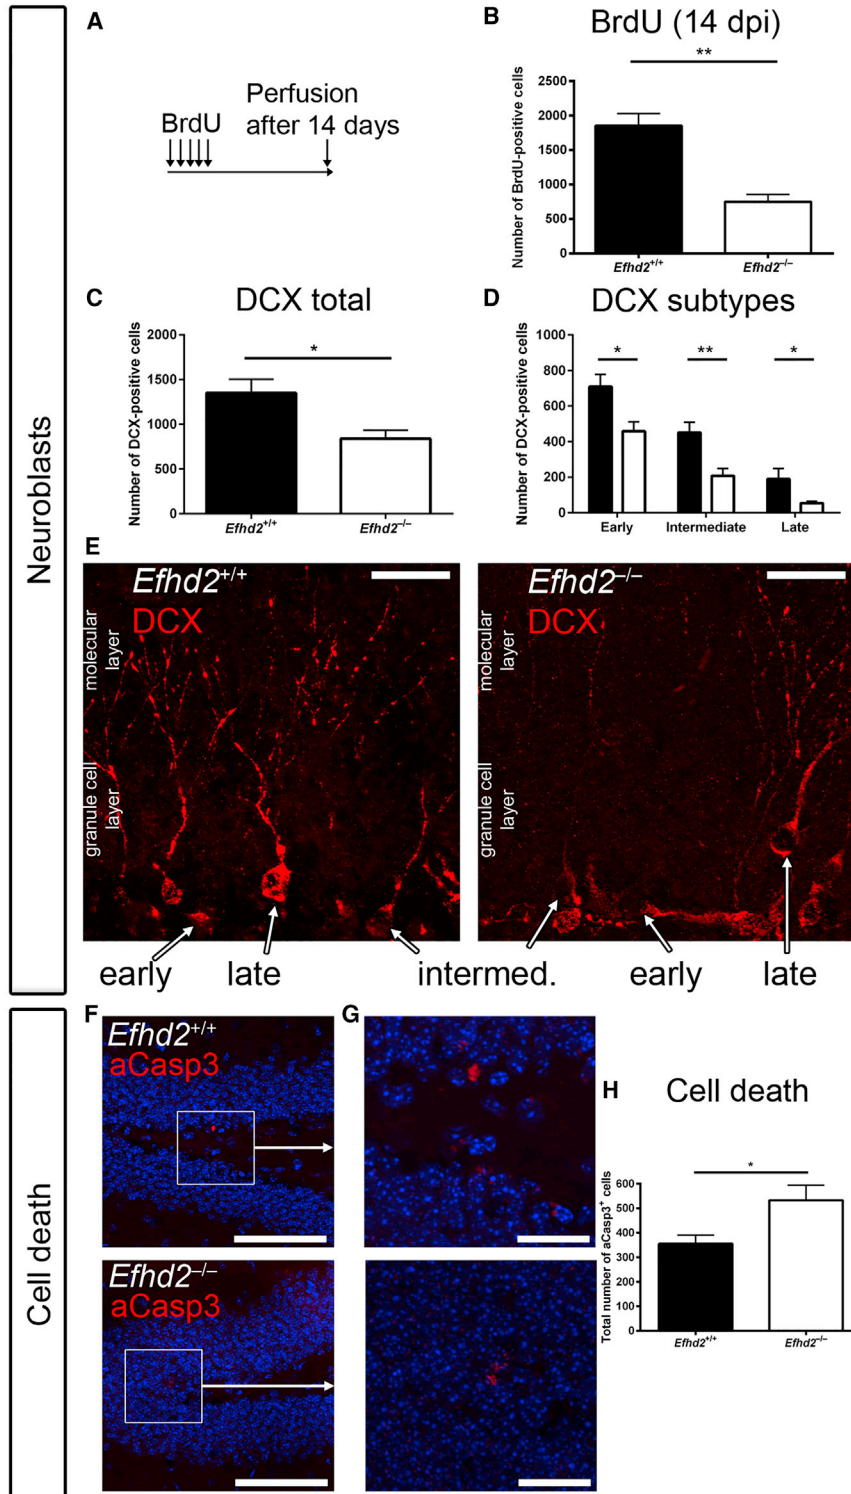 Neuroblasts
A
BrdU
Perfusion
after 14 days
B
BrdU (14 dpi)
**
Number of BrdU-positive cells
2500
2000
1500
1000
500
0
Efhd2+/+
Efhd2–/–
C
DCX total
*
Number of DCX-positive cells
2000
1500
1000
500
0
Efhd2+/+
Efhd2–/–
D
DCX subtypes
*
**
*
Number of DCX-positive cells
1000
800
600
400
200
0
Early
Intermediate
Late
E
Efhd2+/+
DCX
molecular
layer
granule cell
layer
Efhd2–/–
DCX
molecular
layer
granule cell
layer
early
late
intermed.
early
late
Cell death
F
Efhd2+/+
aCasp3
G
Efhd2–/–
aCasp3
H
Cell death
*
Total number of aCasp3+ cells
600
500
400
300
200
100
0
Efhd2+/+
Efhd2–/–